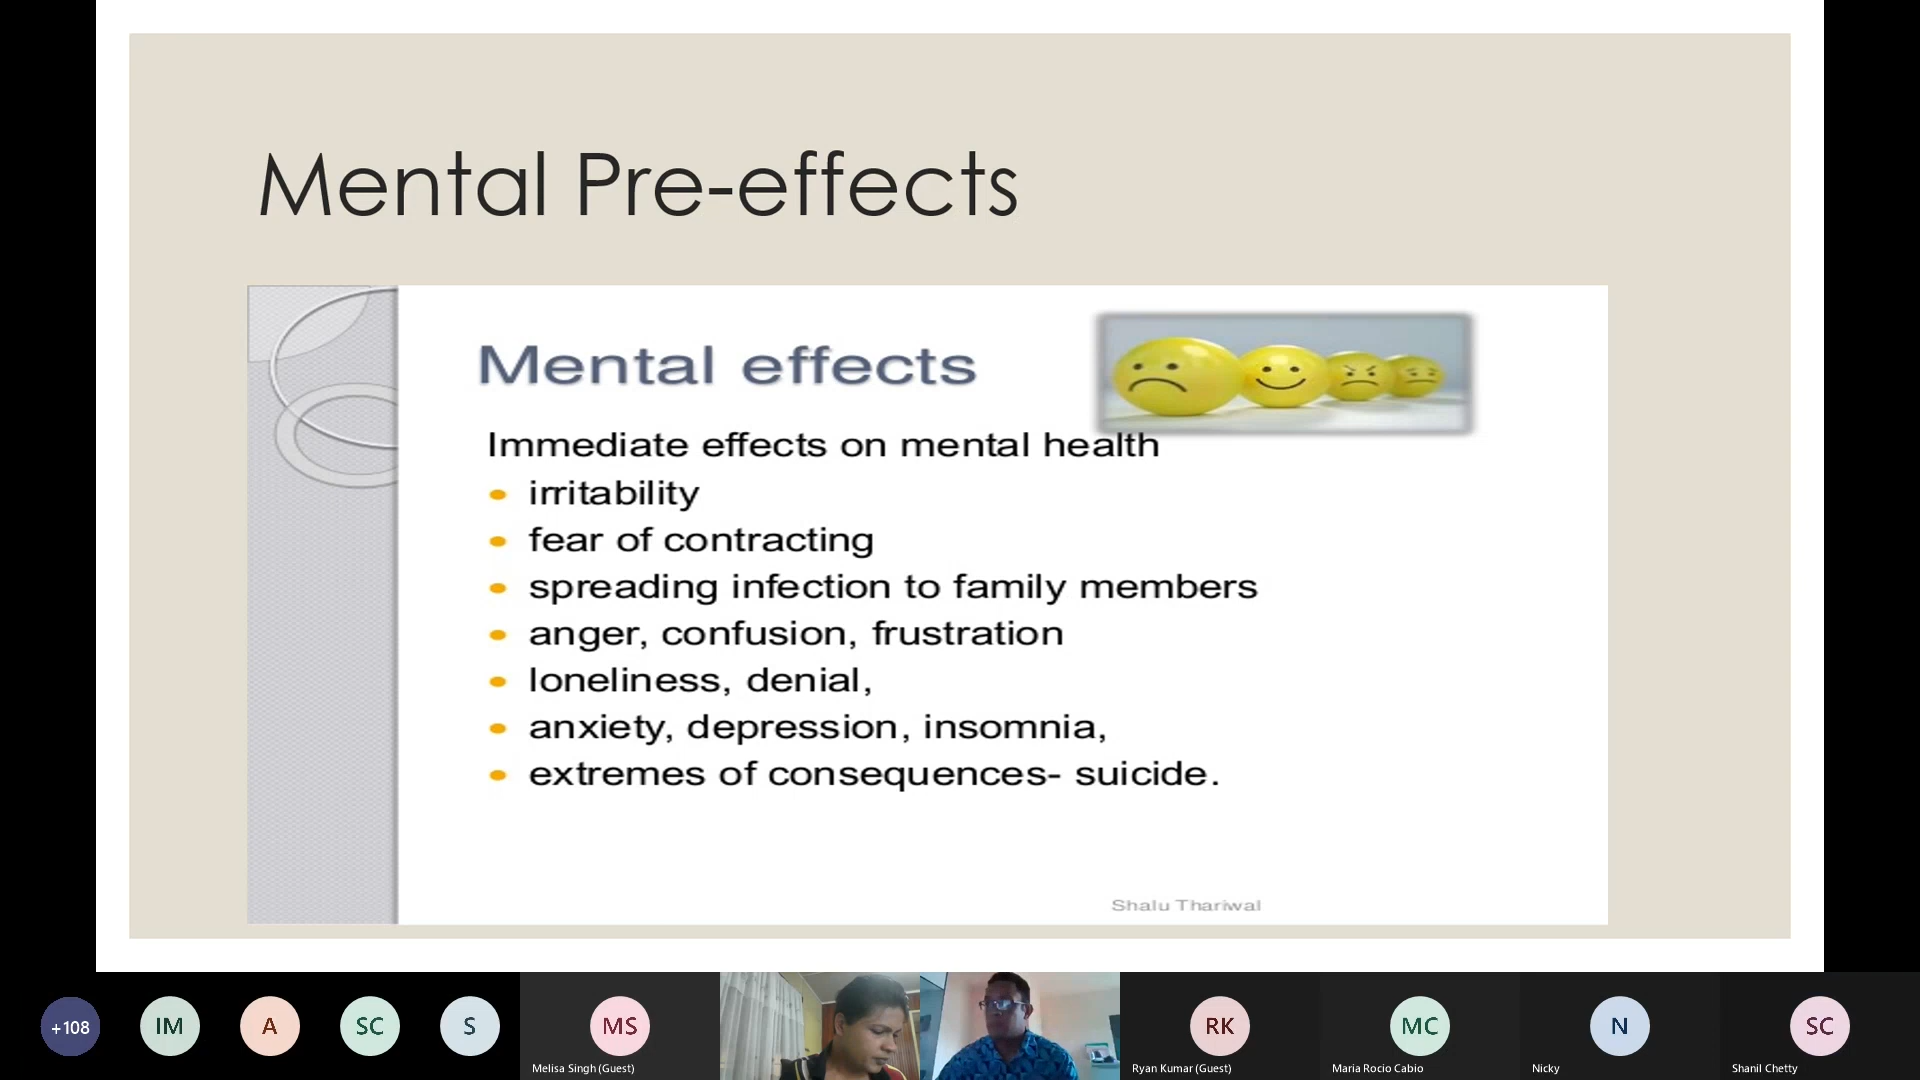 Mental Pre-effects
Mental effects
Immediate effects on mental health
irritability
fear of contracting
spreading infection to family members
anger, confusion, frustration
loneliness, denial,
anxiety, depression, insomnia,
extremes of consequences- suicide.
Shalu Thariwal
+108
IM
A
SC
S
MS
RK
MC
N
SC
Melisa Singh (Guest)
Ryan Kumar (Guest)
Maria Rocio Cabio
Nicky
Shanil Chetty